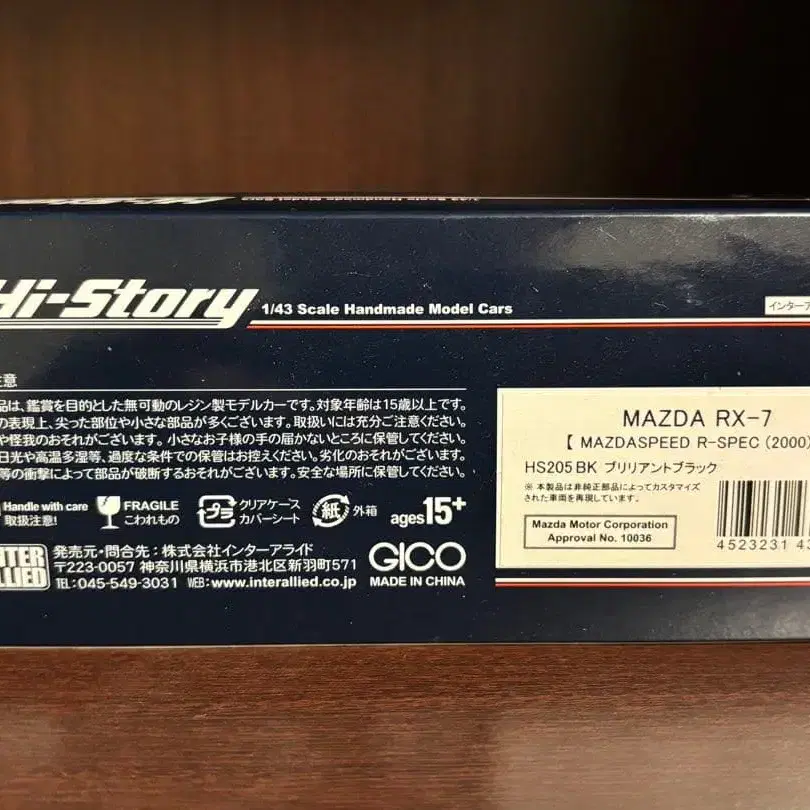 Hi-Story
1/43 Scale Handmade Model Cars
インターア
注意
品は、鑑賞を目的とした無可動のレジン製モデルカーです。対象年齢は15歳以上です。
の表現上、尖った部位や小さな部品が多くございます。取扱いには充分ご注意ください。
や怪我のおそれがございます。小さなお子様の手の届かないところに保管してください。
日光や高温多湿等、過度な条件での保管はお控えください。劣化のおそれがございます。
等の衝撃によって部品が破断するおそれがございます。安全な場所に保管してください。
Handle with care
取扱注意!
FRAGILE
こわれもの
プラ
クリアケース
カバーシート
紙
外箱
ages15+
INTER
ALLIED
発売元・問合先：株式会社インターアライド
〒223-0057 神奈川県横浜市港北区新羽町571
TEL:045-549-3031 WEB:www.interallied.co.jp
GICO
MADE IN CHINA
MAZDA RX-7
【 MAZDASPEED R-SPEC (2000)
HS205BK ブリリアントブラック
※ 本製品は非純正部品によってカスタマイズ
された車両を再現しています。
Mazda Motor Corporation
Approval No. 10036
4523231 43